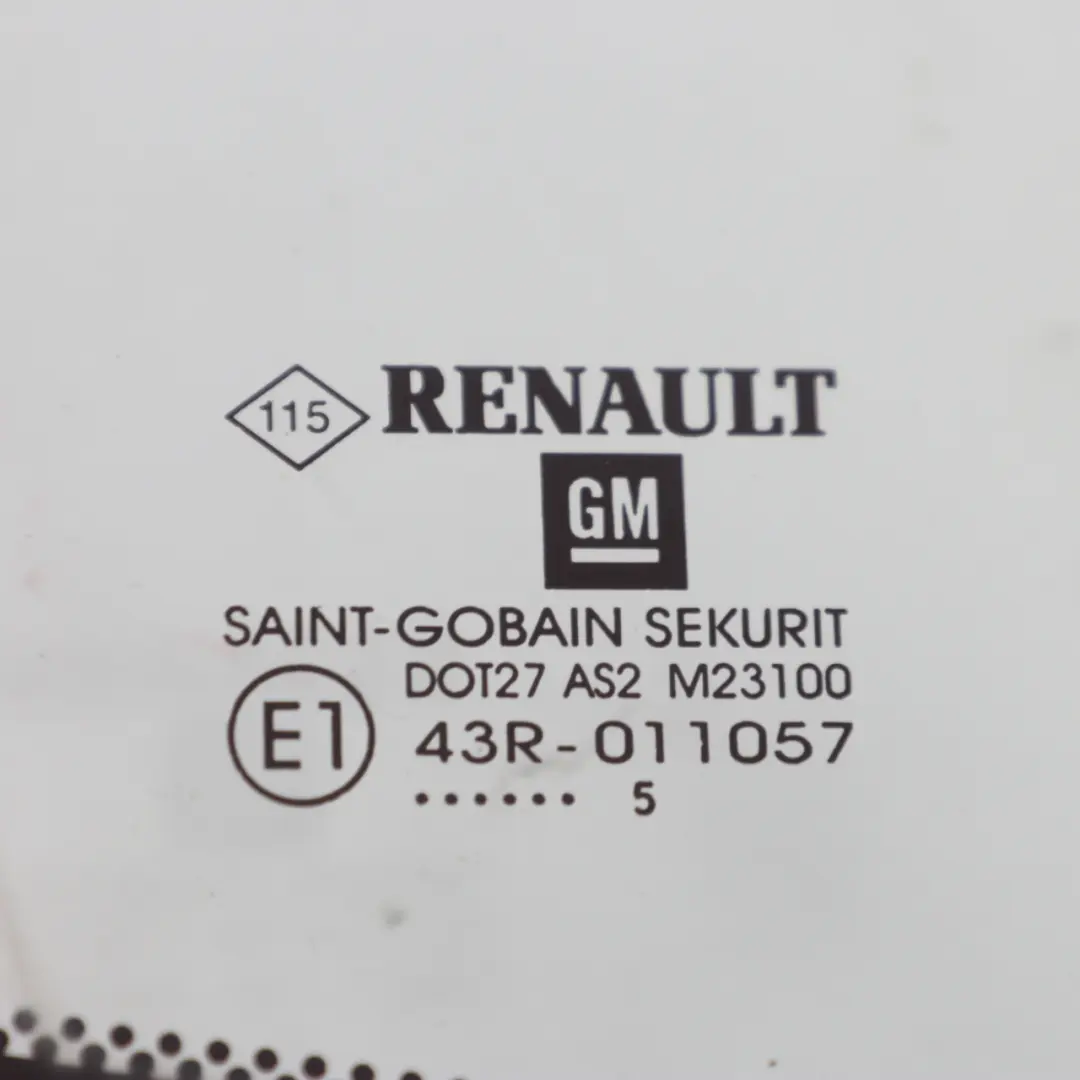 115 RENAULT
GM
SAINT-GOBAIN SEKURIT
DOT27 AS2 M23100
E1 43R-011057
...... 5